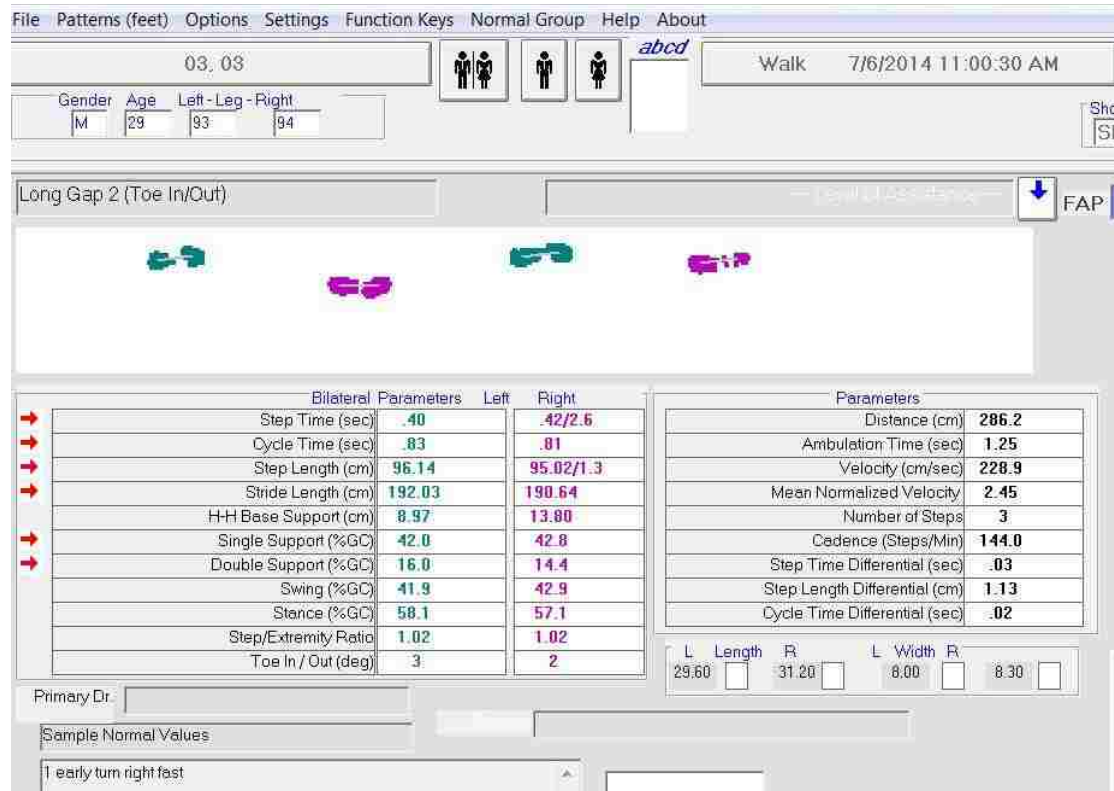 File Patterns (feet) Options Settings Function Keys Normal Group Help About
03, 03
abcd
Walk 7/6/2014 11:00:30 AM
Gender Age Left - Leg - Right
M 29 93 94
Long Gap 2 (Toe In/Out)
FAP
Bilateral Parameters Left Right
Step Time (sec) .40 .42/2.6
Cycle Time (sec) .83 .81
Step Length (cm) 96.14 95.02/1.3
Stride Length (cm) 192.03 190.64
H-H Base Support (cm) 8.97 13.80
Single Support (%GC) 42.0 42.8
Double Support (%GC) 16.0 14.4
Swing (%GC) 41.9 42.9
Stance (%GC) 58.1 57.1
Step/Extremity Ratio 1.02 1.02
Toe In / Out (deg) 3 2
Parameters
Distance (cm) 286.2
Ambulation Time (sec) 1.25
Velocity (cm/sec) 228.9
Mean Normalized Velocity 2.45
Number of Steps 3
Cadence (Steps/Min) 144.0
Step Time Differential (sec) .03
Step Length Differential (cm) 1.13
Cycle Time Differential (sec) .02
L Length R L Width R
29.60 31.20 8.00 8.30
Primary Dr.
Sample Normal Values
1 early turn right fast